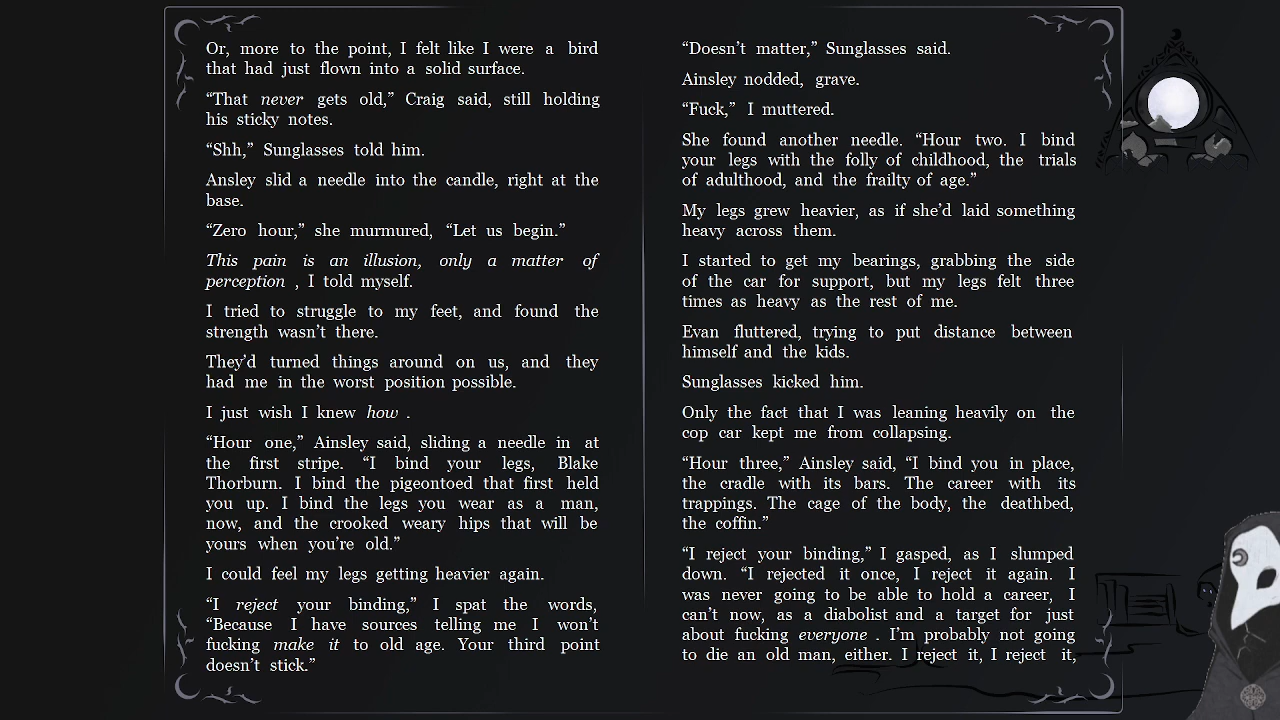 Or, more to the point, I felt like I were a bird
that had just flown into a solid surface.
“That never gets old,” Craig said, still holding
his sticky notes.
“Shh,” Sunglasses told him.
Ansley slid a needle into the candle, right at the
base.
“Zero hour,” she murmured, “Let us begin.”
This pain is an illusion, only a matter of
perception , I told myself.
I tried to struggle to my feet, and found the
strength wasn’t there.
They’d turned things around on us, and they
had me in the worst position possible.
I just wish I knew how .
“Hour one,” Ainsley said, sliding a needle in at
the first stripe. “I bind your legs, Blake
Thorburn. I bind the pigeontoed that first held
you up. I bind the legs you wear as a man,
now, and the crooked weary hips that will be
yours when you’re old.”
I could feel my legs getting heavier again.
“I reject your binding,” I spat the words,
“Because I have sources telling me I won’t
fucking make it to old age. Your third point
doesn’t stick.”
“Doesn’t matter,” Sunglasses said.
Ainsley nodded, grave.
“Fuck,” I muttered.
She found another needle. “Hour two. I bind
your legs with the folly of childhood, the trials
of adulthood, and the frailty of age.”
My legs grew heavier, as if she’d laid something
heavy across them.
I started to get my bearings, grabbing the side
of the car for support, but my legs felt three
times as heavy as the rest of me.
Evan fluttered, trying to put distance between
himself and the kids.
Sunglasses kicked him.
Only the fact that I was leaning heavily on the
cop car kept me from collapsing.
“Hour three,” Ainsley said, “I bind you in place,
the cradle with its bars. The career with its
trappings. The cage of the body, the deathbed,
the coffin.”
“I reject your binding,” I gasped, as I slumped
down. “I rejected it once, I reject it again. I
was never going to be able to hold a career, I
can’t now, as a diabolist and a target for just
about fucking everyone . I’m probably not going
to die an old man, either. I reject it, I reject it,